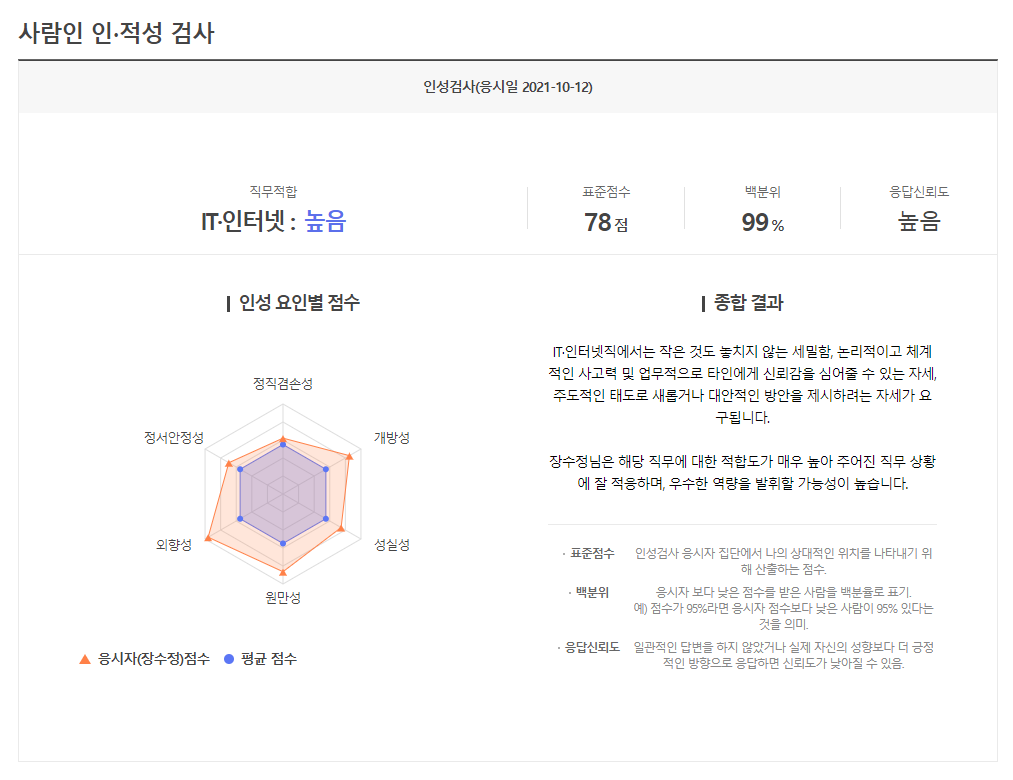 사람인 인·적성 검사
인성검사(응시일 2021-10-12)
직무적합
IT·인터넷 : 높음
표준점수
78 점
백분위
99 %
응답신뢰도
높음
인성 요인별 점수
정직겸손성
정서안정성
개방성
외향성
성실성
원만성
응시자(장수정)점수
평균 점수
종합 결과
IT·인터넷직에서는 작은 것도 놓치지 않는 세밀함, 논리적이고 체계
적인 사고력 및 업무적으로 타인에게 신뢰감을 심어줄 수 있는 자세,
주도적인 태도로 새롭거나 대안적인 방안을 제시하려는 자세가 요
구됩니다.
장수정님은 해당 직무에 대한 적합도가 매우 높아 주어진 직무 상황
에 잘 적응하며, 우수한 역량을 발휘할 가능성이 높습니다.
· 표준점수 인성검사 응시자 집단에서 나의 상대적인 위치를 나타내기 위
해 산출하는 점수.
· 백분위 응시자 보다 낮은 점수를 받은 사람을 백분율로 표기.
예) 점수가 95%라면 응시자 점수보다 낮은 사람이 95% 있다는
것을 의미.
· 응답신뢰도 일관적인 답변을 하지 않았거나 실제 자신의 성향보다 더 긍정
적인 방향으로 응답하면 신뢰도가 낮아질 수 있음.